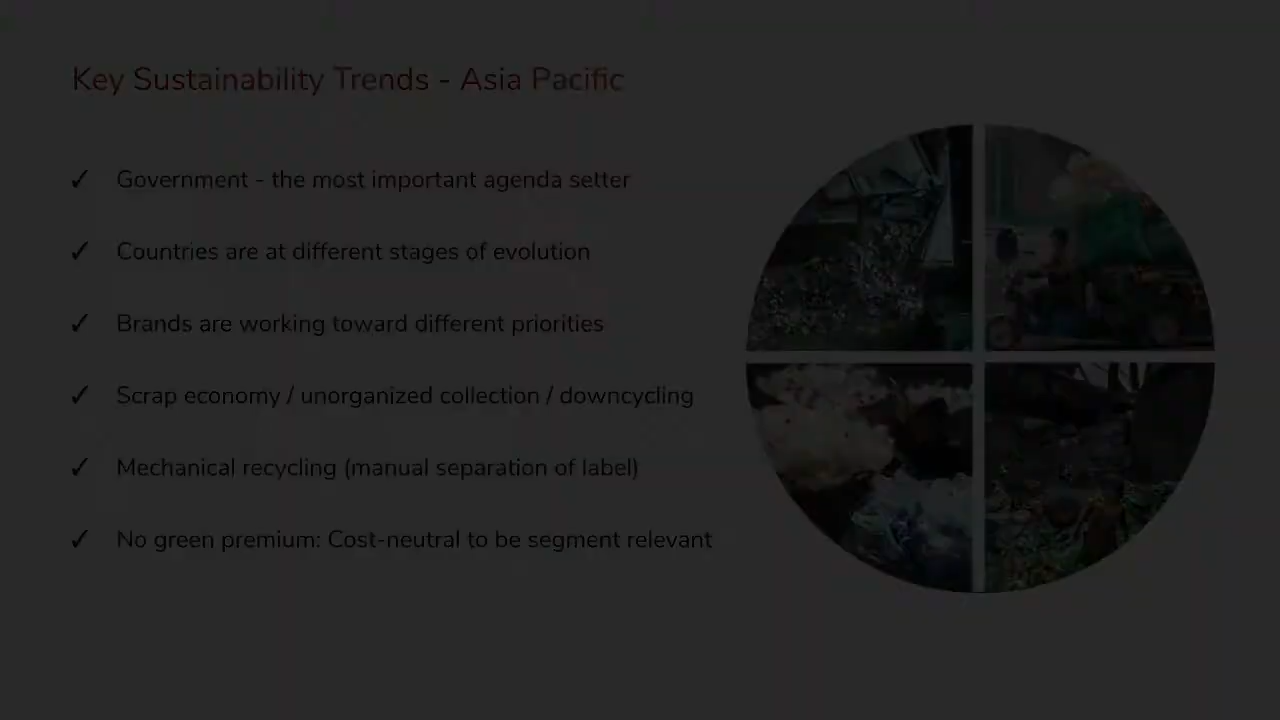 Key Sustainability Trends - Asia Pacific
✓ Government - the most important agenda setter
✓ Countries are at different stages of evolution
✓ Brands are working toward different priorities
✓ Scrap economy / unorganized collection / downcycling
✓ Mechanical recycling (manual separation of label)
✓ No green premium: Cost-neutral to be segment relevant